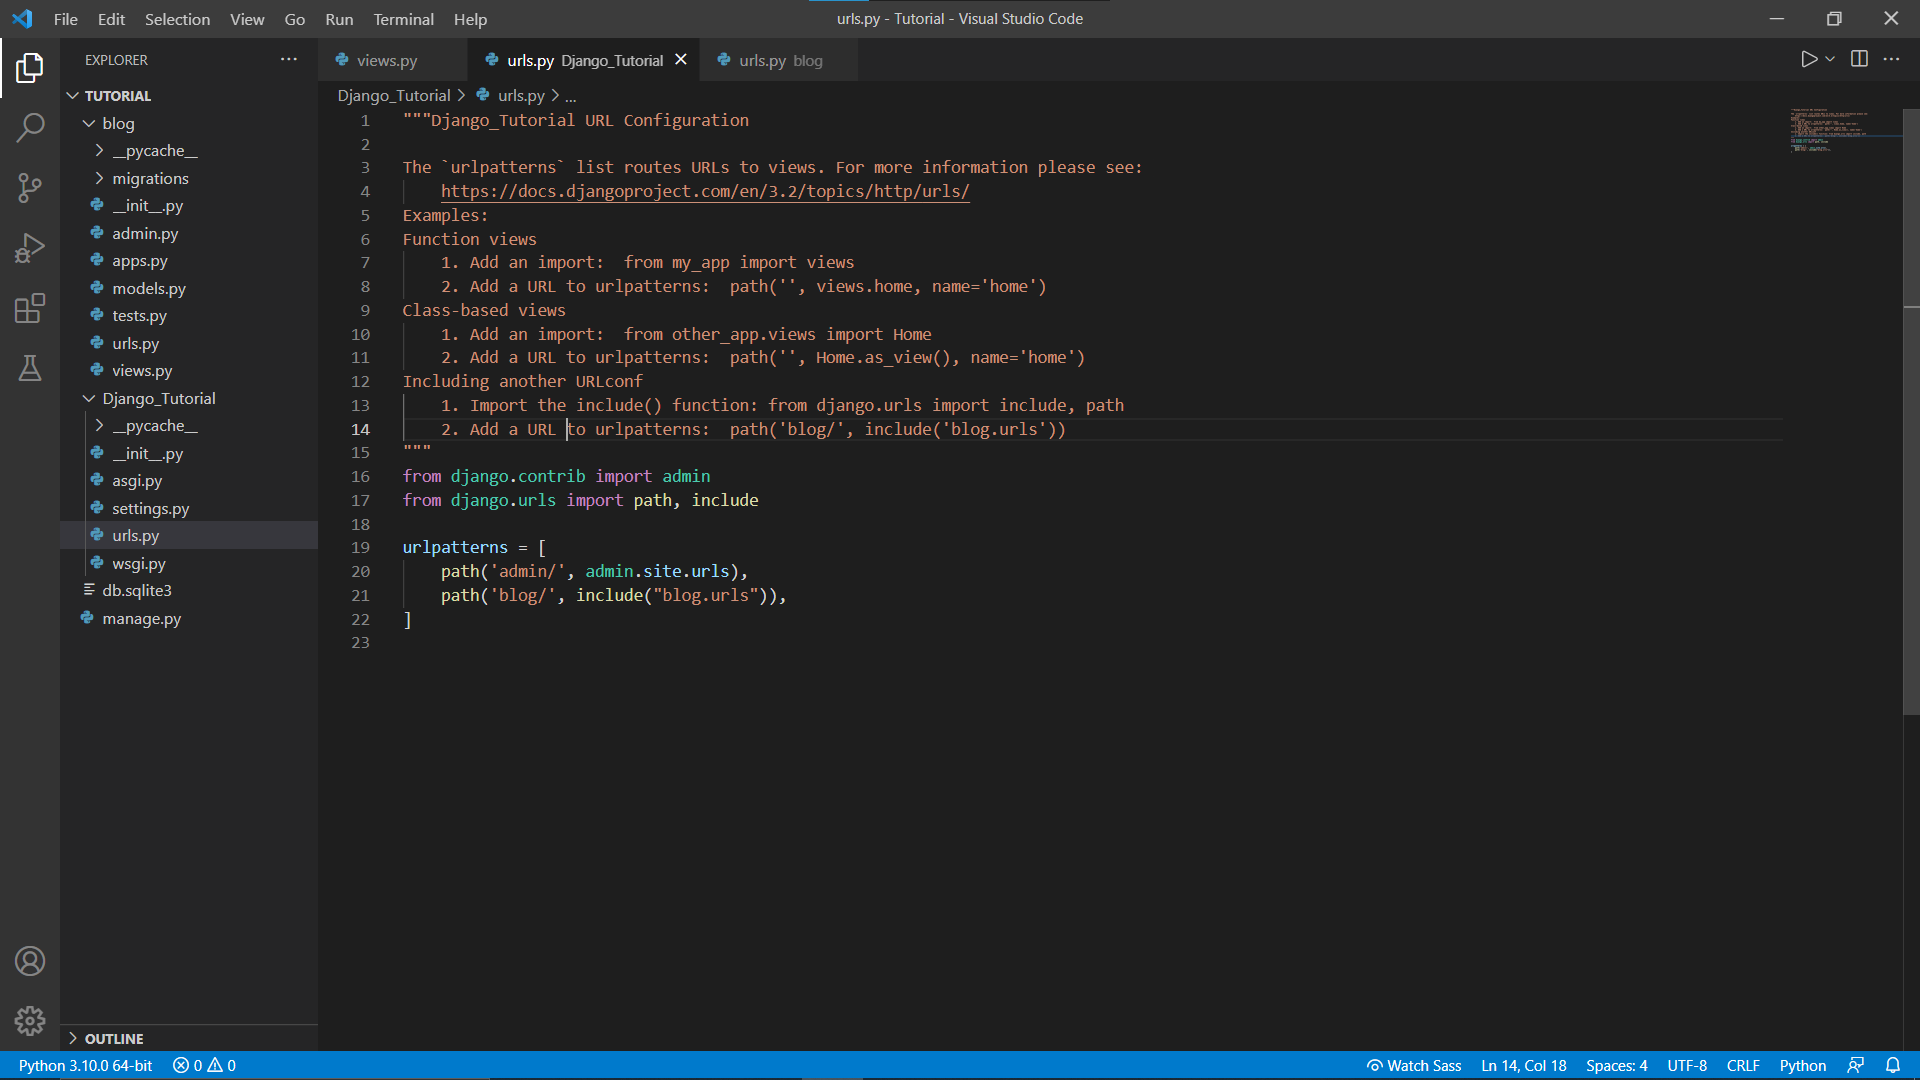 File Edit Selection View Go Run Terminal Help
urls.py - Tutorial - Visual Studio Code
EXPLORER
TUTORIAL
blog
__pycache__
migrations
__init__.py
admin.py
apps.py
models.py
tests.py
urls.py
views.py
Django_Tutorial
__pycache__
__init__.py
asgi.py
settings.py
urls.py
wsgi.py
db.sqlite3
manage.py
OUTLINE
views.py
urls.py Django_Tutorial
urls.py blog
Django_Tutorial > urls.py > ...
1 """Django_Tutorial URL Configuration
2
3 The `urlpatterns` list routes URLs to views. For more information please see:
4     https://docs.djangoproject.com/en/3.2/topics/http/urls/
5 Examples:
6 Function views
7     1. Add an import:  from my_app import views
8     2. Add a URL to urlpatterns:  path('', views.home, name='home')
9 Class-based views
10     1. Add an import:  from other_app.views import Home
11     2. Add a URL to urlpatterns:  path('', Home.as_view(), name='home')
12 Including another URLconf
13     1. Import the include() function: from django.urls import include, path
14     2. Add a URL to urlpatterns:  path('blog/', include('blog.urls'))
15 """
16 from django.contrib import admin
17 from django.urls import path, include
18
19 urlpatterns = [
20     path('admin/', admin.site.urls),
21     path('blog/', include("blog.urls")),
22 ]
23
Python 3.10.0 64-bit 0 0 Watch Sass Ln 14, Col 18 Spaces: 4 UTF-8 CRLF Python